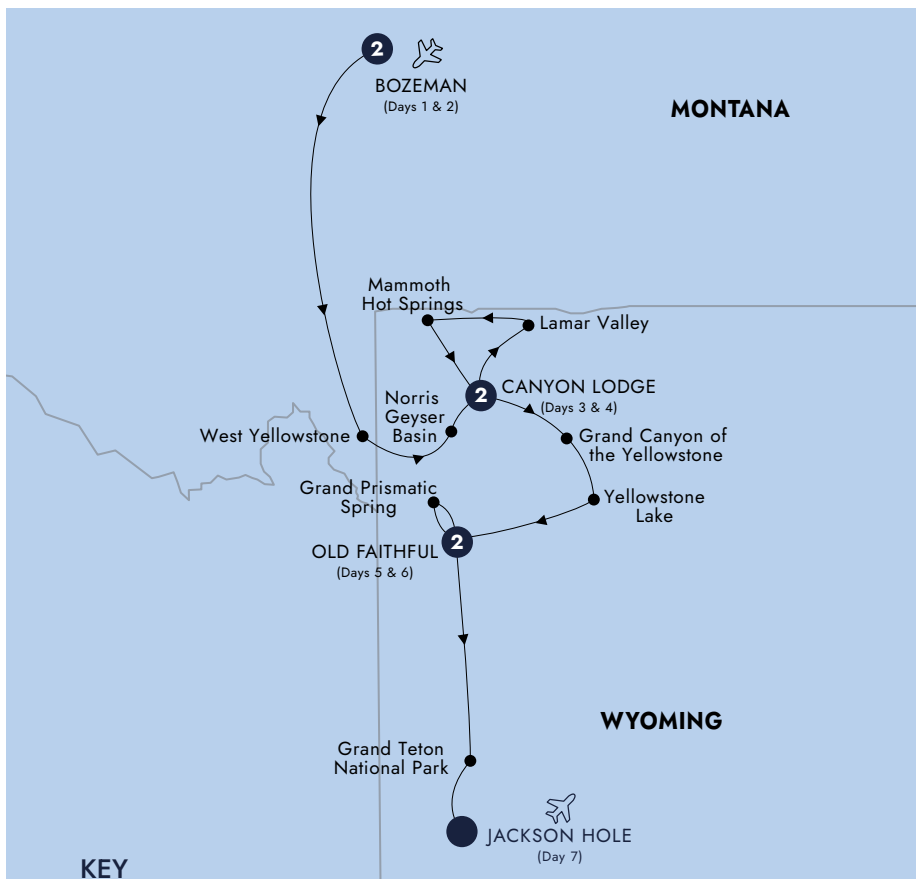 2
BOZEMAN
(Days 1 & 2)
MONTANA
Mammoth
Hot Springs
Lamar Valley
2
CANYON LODGE
(Days 3 & 4)
Norris
Geyser
Basin
West Yellowstone
Grand Canyon of
the Yellowstone
Grand Prismatic
Spring
Yellowstone
Lake
2
OLD FAITHFUL
(Days 5 & 6)
WYOMING
Grand Teton
National Park
JACKSON HOLE
(Day 7)
KEY